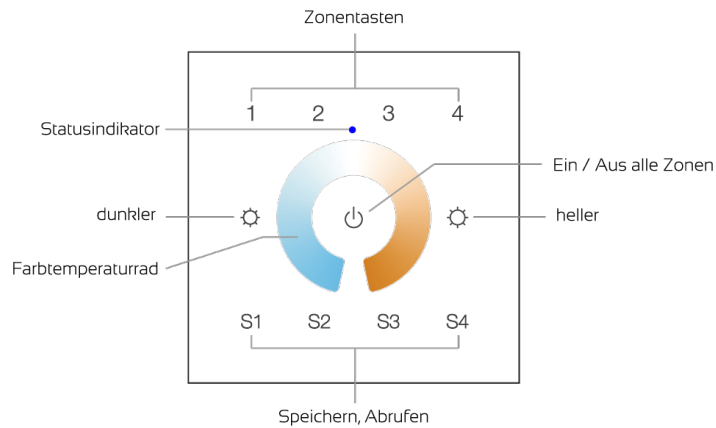 Zonentasten
1 2 3 4
Statusindikator
Ein / Aus alle Zonen
dunkler
heller
Farbtemperaturrad
S1 S2 S3 S4
Speichern, Abrufen